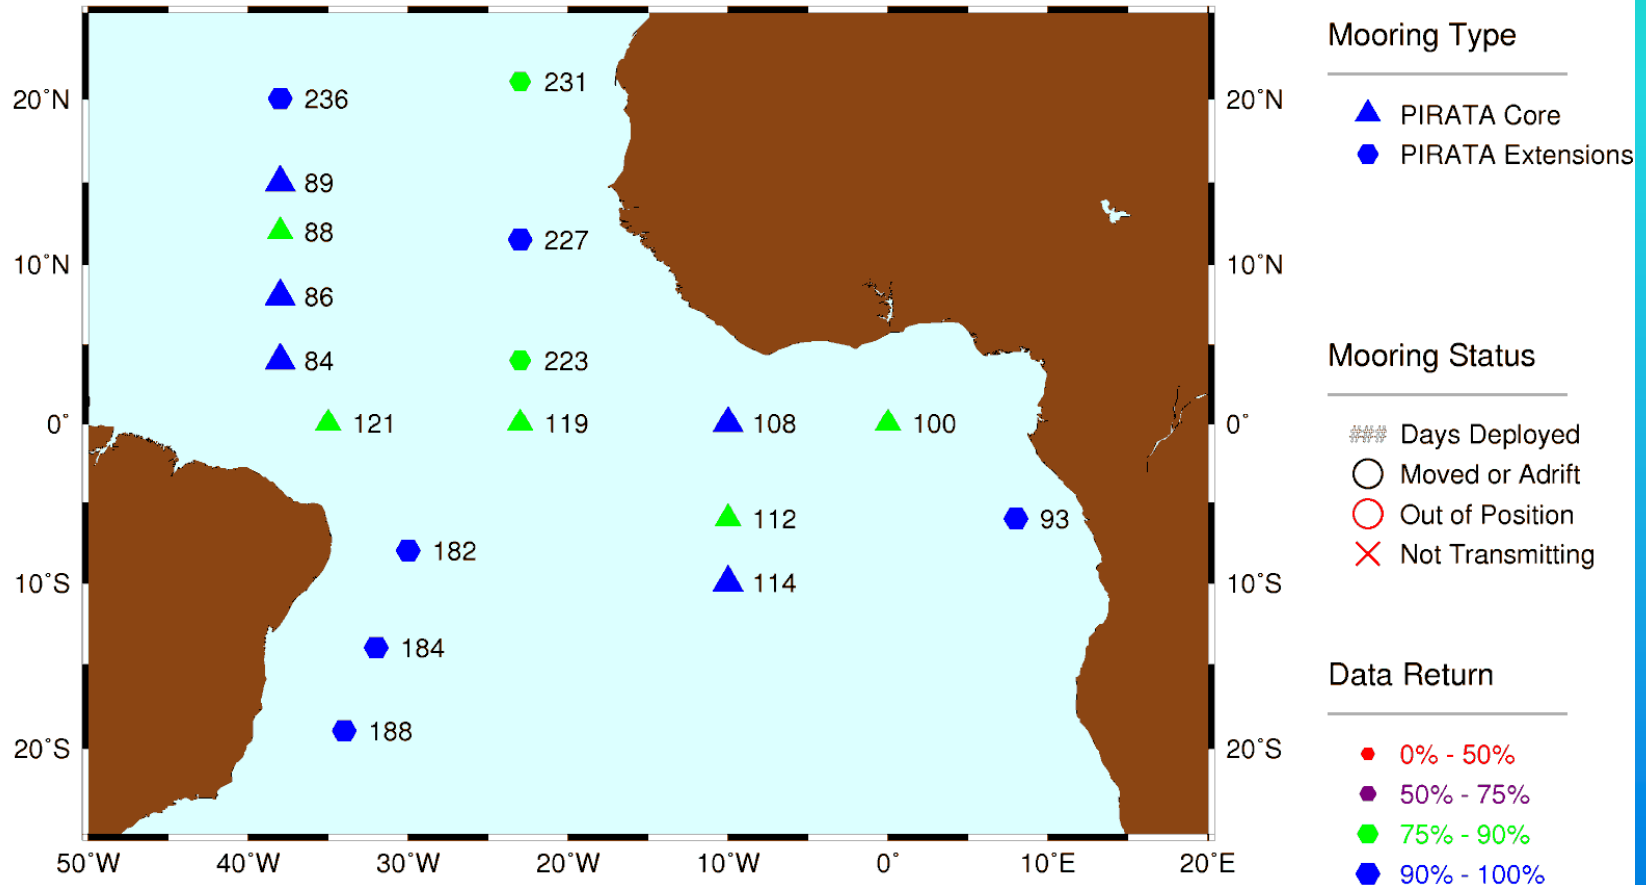 20°N
236
231
20°N
89
88
227
10°N
86
10°N
84
223
0°
121
119
108
100
0°
112
93
182
10°S
114
10°S
184
188
20°S
20°S
50°W
40°W
30°W
20°W
10°W
0°
10°E
20°E
Mooring Type
PIRATA Core
PIRATA Extensions
Mooring Status
### Days Deployed
Moved or Adrift
Out of Position
Not Transmitting
Data Return
0% - 50%
50% - 75%
75% - 90%
90% - 100%